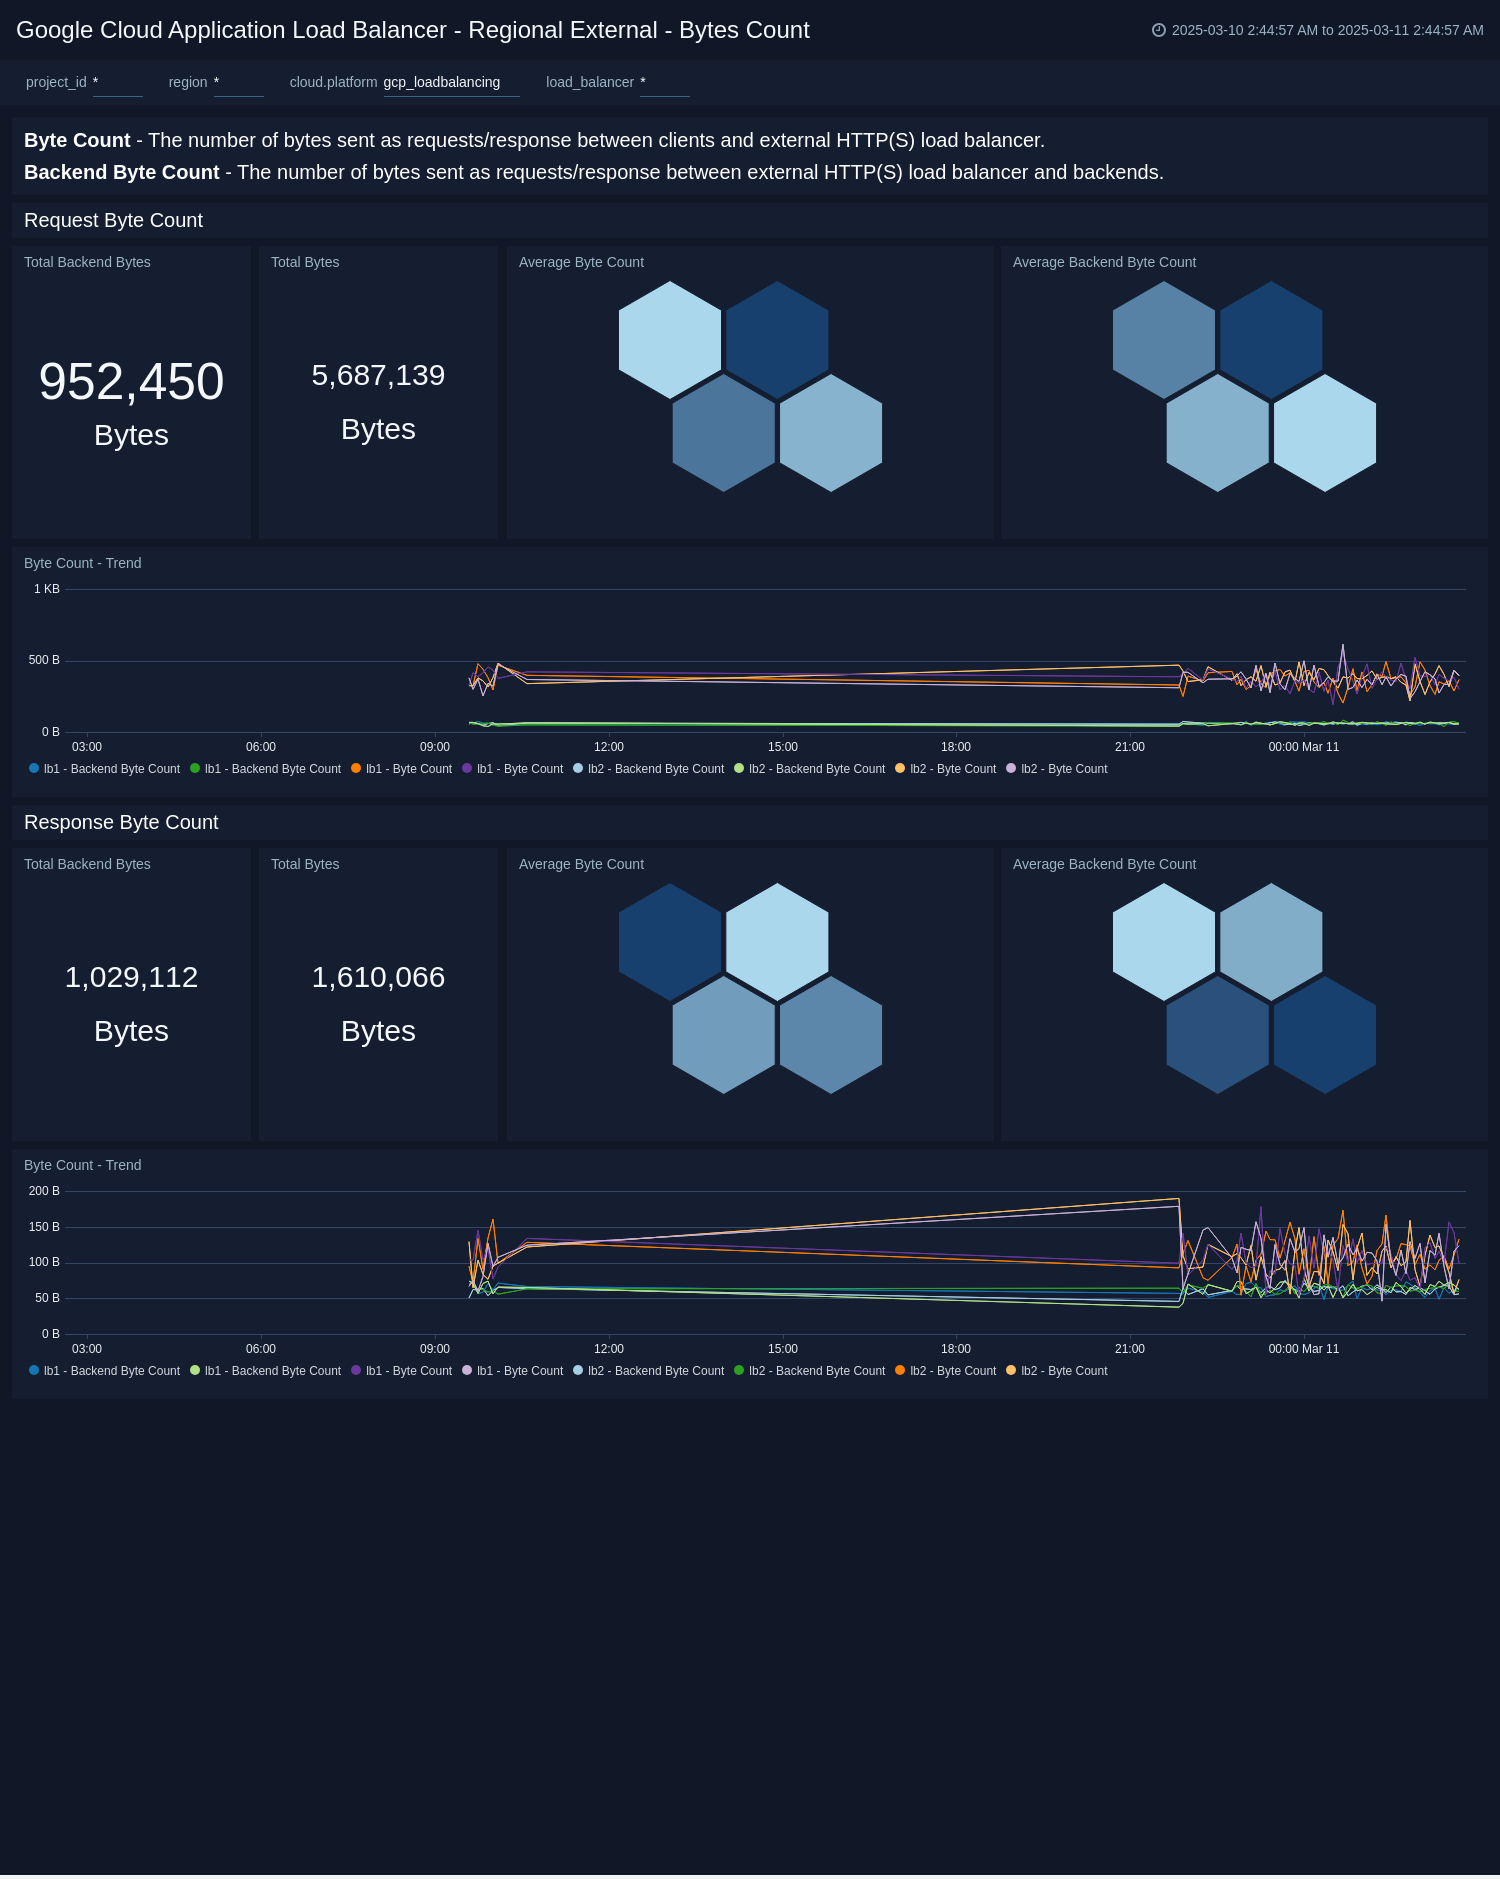 Google Cloud Application Load Balancer - Regional External - Bytes Count
2025-03-10 2:44:57 AM to 2025-03-11 2:44:57 AM
project_id * region * cloud.platform gcp_loadbalancing load_balancer *
Byte Count - The number of bytes sent as requests/response between clients and external HTTP(S) load balancer.
Backend Byte Count - The number of bytes sent as requests/response between external HTTP(S) load balancer and backends.
Request Byte Count
Total Backend Bytes
952,450
Bytes
Total Bytes
5,687,139
Bytes
Average Byte Count
Average Backend Byte Count
Byte Count - Trend
1 KB
500 B
0 B
03:00 06:00 09:00 12:00 15:00 18:00 21:00 00:00 Mar 11
lb1 - Backend Byte Count lb1 - Backend Byte Count lb1 - Byte Count lb1 - Byte Count lb2 - Backend Byte Count lb2 - Backend Byte Count lb2 - Byte Count lb2 - Byte Count
Response Byte Count
Total Backend Bytes
1,029,112
Bytes
Total Bytes
1,610,066
Bytes
Average Byte Count
Average Backend Byte Count
Byte Count - Trend
200 B
150 B
100 B
50 B
0 B
03:00 06:00 09:00 12:00 15:00 18:00 21:00 00:00 Mar 11
lb1 - Backend Byte Count lb1 - Backend Byte Count lb1 - Byte Count lb1 - Byte Count lb2 - Backend Byte Count lb2 - Backend Byte Count lb2 - Byte Count lb2 - Byte Count